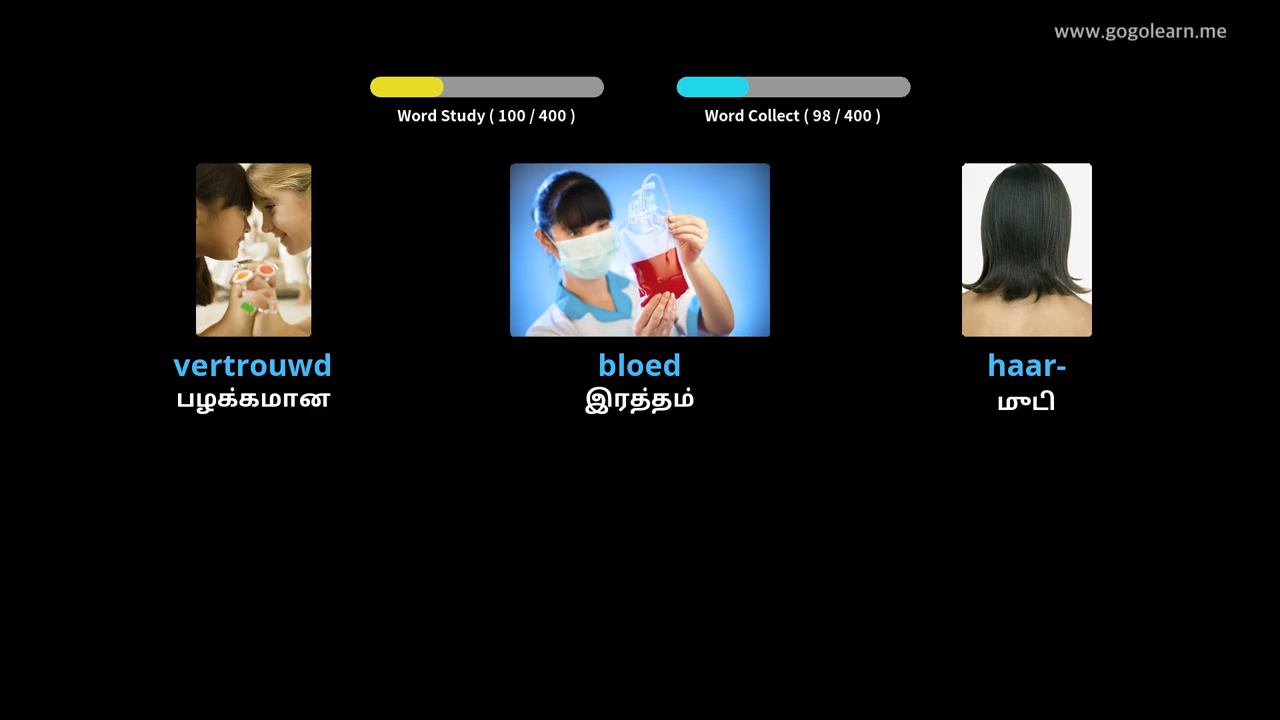 www.gogolearn.me
Word Study ( 100 / 400 )
Word Collect ( 98 / 400 )
vertrouwd
பழக்கமான
bloed
இரத்தம்
haar-
முடி